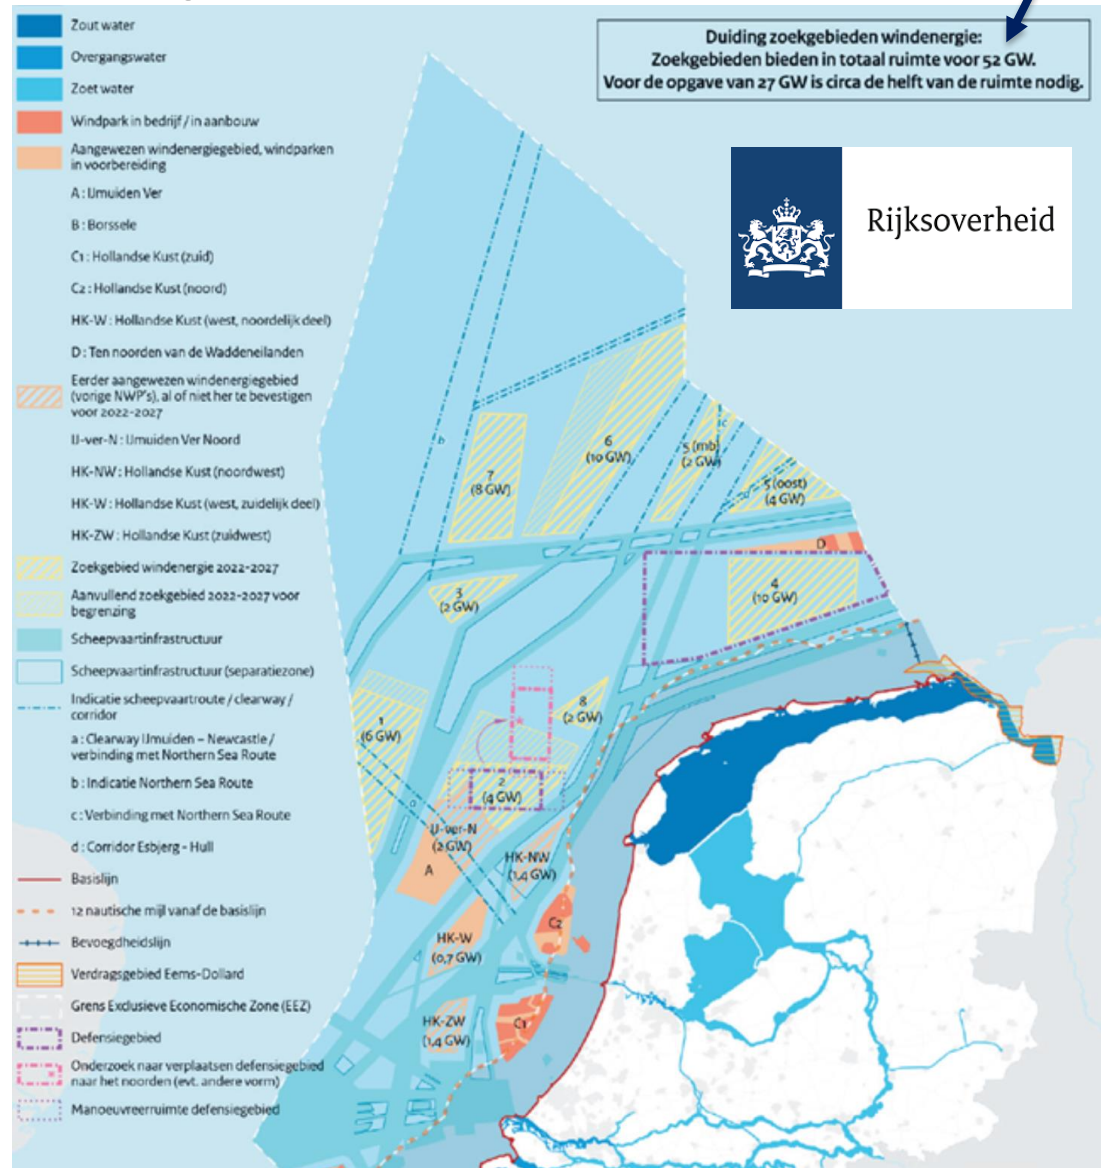 Zout water
Overgangswater
Zoet water
Windpark in bedrijf / in aanbouw
Aangewezen windenergiegebied, windparken
in voorbereiding
A : IJmuiden Ver
B : Borssele
C1 : Hollandse Kust (zuid)
C2 : Hollandse Kust (noord)
HK-W : Hollandse Kust (west, noordelijk deel)
D : Ten noorden van de Waddeneilanden
Eerder aangewezen windenergiegebied
(vorige NWP's), al of niet her te bevestigen
voor 2022-2027
IJ-ver-N : IJmuiden Ver Noord
HK-NW : Hollandse Kust (noordwest)
HK-W : Hollandse Kust (west, zuidelijk deel)
HK-ZW : Hollandse Kust (zuidwest)
Zoekgebied windenergie 2022-2027
Aanvullend zoekgebied 2022-2027 voor
begrenzing
Scheepvaartinfrastructuur
Scheepvaartinfrastructuur (separatiezone)
Indicatie scheepvaartroute / clearway /
corridor
a : Clearway IJmuiden – Newcastle /
verbinding met Northern Sea Route
b : Indicatie Northern Sea Route
c : Verbinding met Northern Sea Route
d : Corridor Esbjerg - Hull
Basislijn
12 nautische mijl vanaf de basislijn
Bevoegdheidslijn
Verdragsgebied Eems-Dollard
Grens Exclusieve Economische Zone (EEZ)
Defensiegebied
Onderzoek naar verplaatsen defensiegebied
naar het noorden (evt. andere vorm)
Manoeuvreerruimte defensiegebied
Duiding zoekgebieden windenergie:
Zoekgebieden bieden in totaal ruimte voor 52 GW.
Voor de opgave van 27 GW is circa de helft van de ruimte nodig.
Rijksoverheid
b
c
d
7
(8 GW)
6
(10 GW)
5 (mb)
(2 GW)
5 (oost)
(4 GW)
D
3
(2 GW)
4
(10 GW)
1
(6 GW)
8
(2 GW)
2
(4 GW)
a
IJ-ver-N
(2 GW)
A
HK-NW
(1,4 GW)
C2
HK-W
(0,7 GW)
HK-ZW
(1,4 GW)
C1